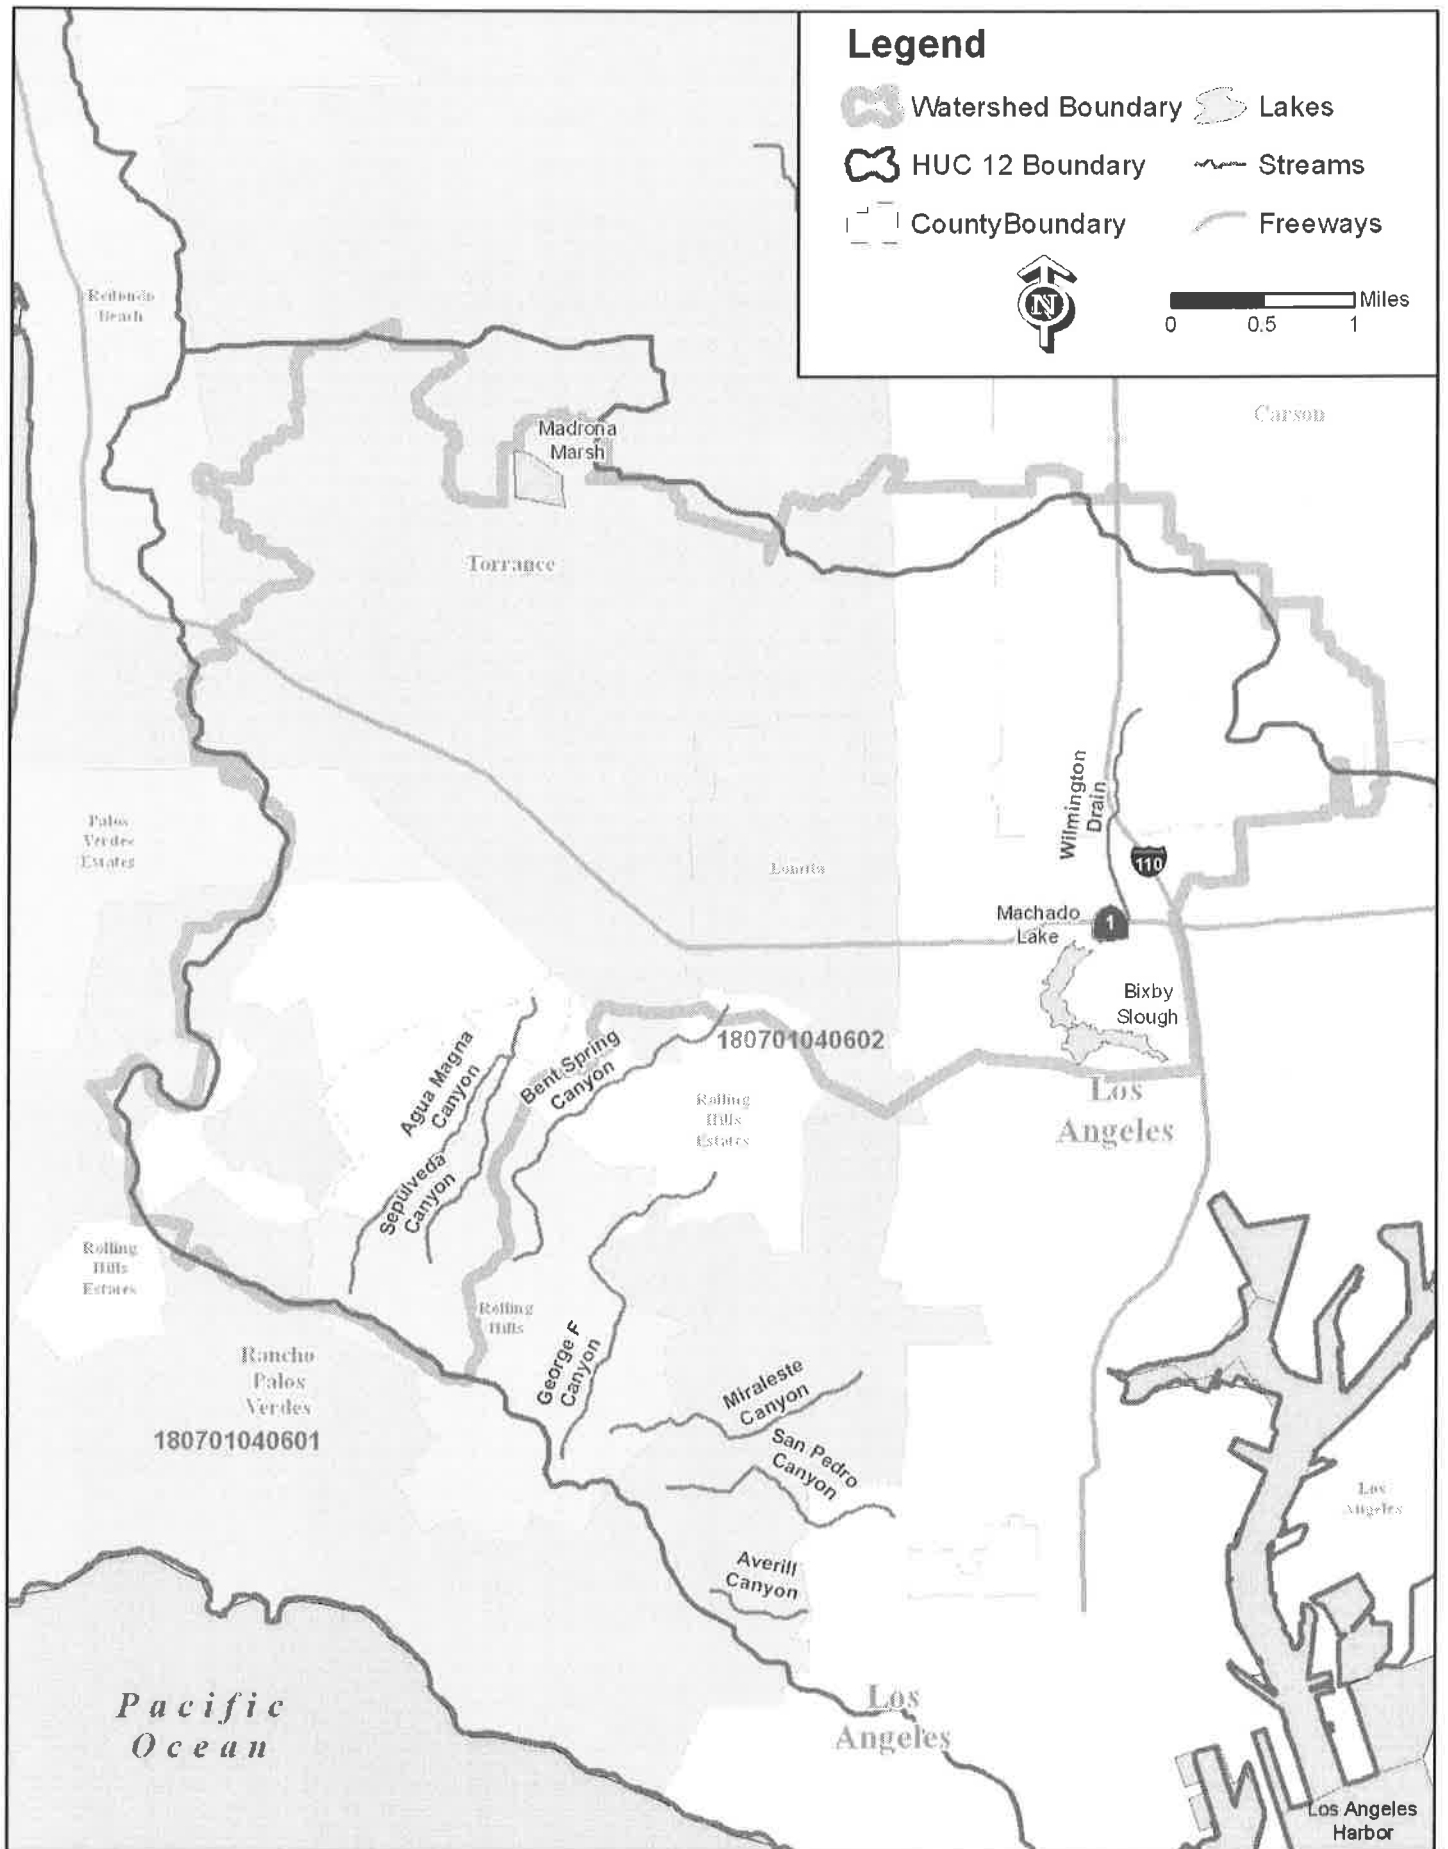 Legend
Watershed Boundary
Lakes
HUC 12 Boundary
Streams
CountyBoundary
Freeways
N
Miles
0 0.5 1
Redondo
Beach
Carson
Madrona
Marsh
Torrance
Palos
Verdes
Estates
Lomita
Wilmington
Drain
110
1
Machado
Lake
Bixby
Slough
180701040602
Agua Magna
Canyon
Bent Spring
Canyon
Sepulveda
Canyon
Rolling
Hills
Estates
Los
Angeles
Rolling
Hills
Estates
Rolling
Hills
George F
Canyon
Rancho
Palos
Verdes
180701040601
Miraleste
Canyon
San Pedro
Canyon
Los
Angeles
Averill
Canyon
Pacific
Ocean
Los
Angeles
Los Angeles
Harbor